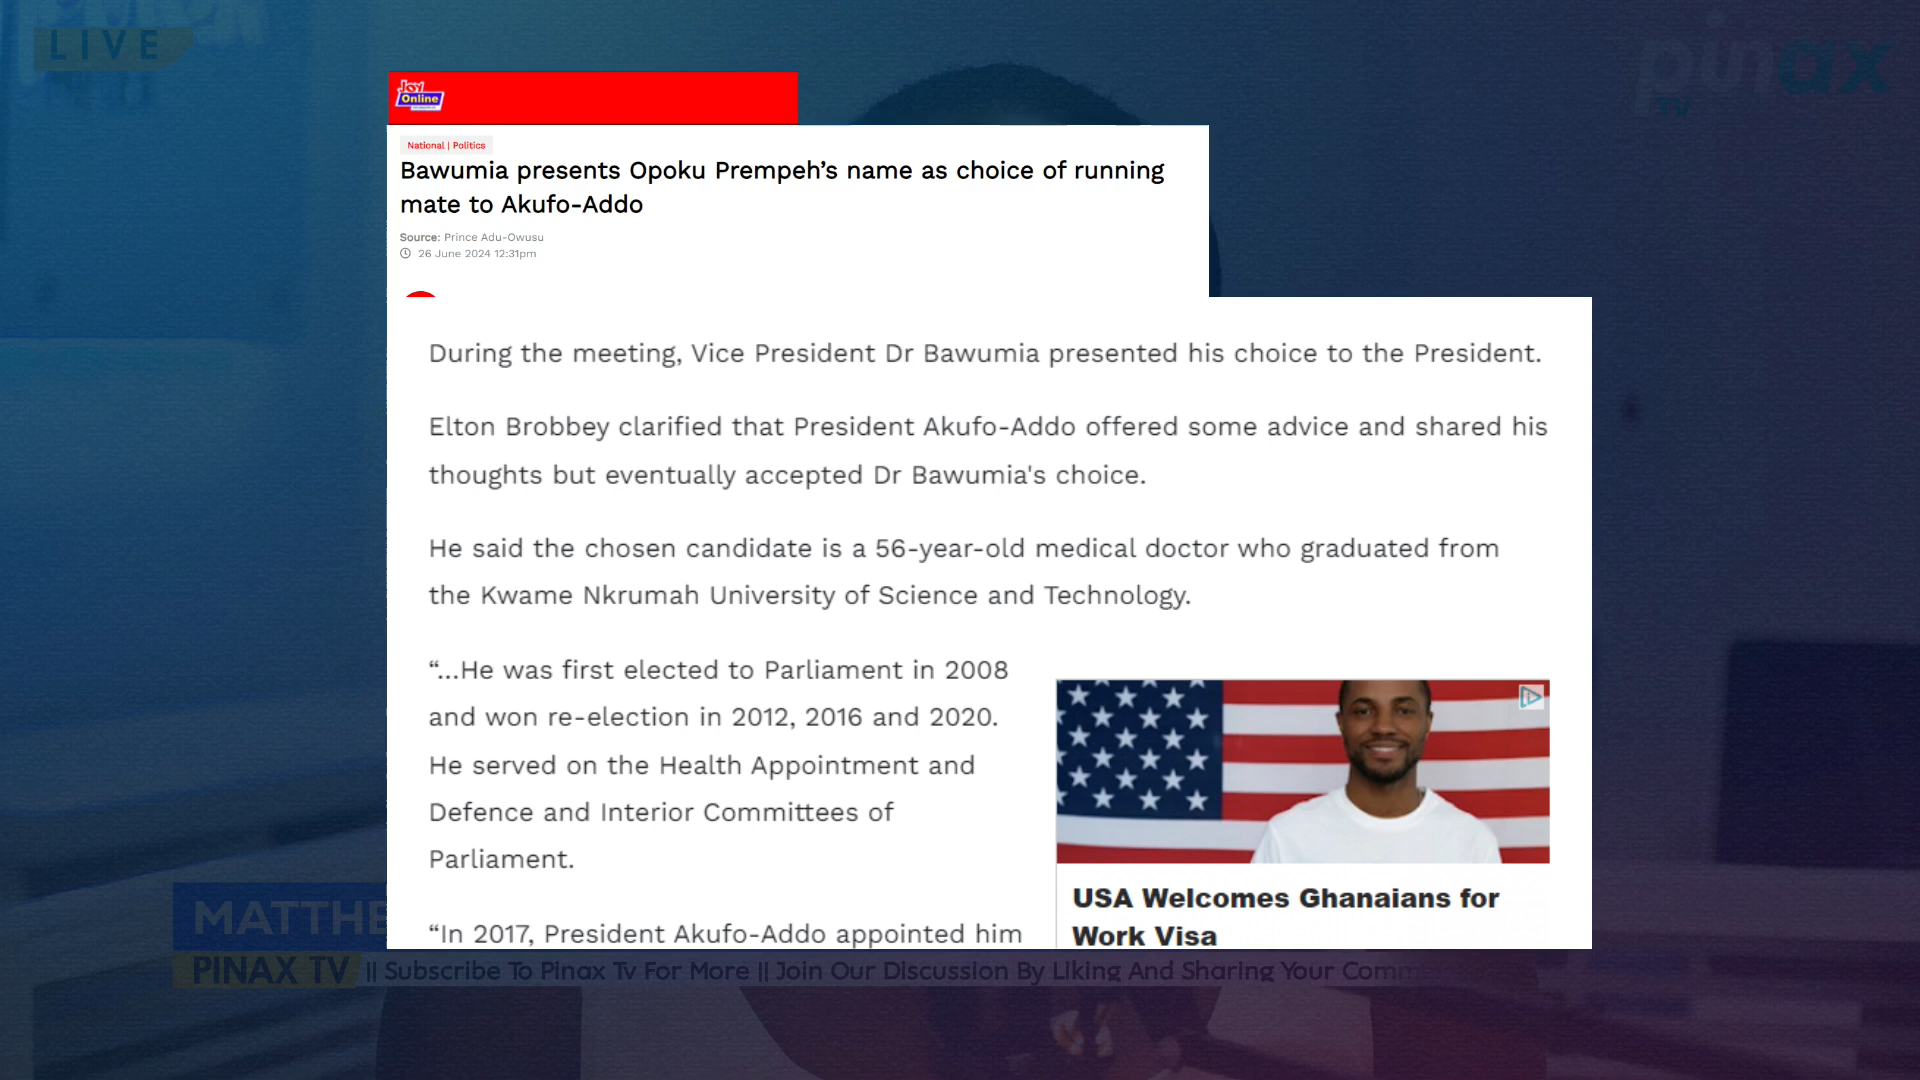 LIVE
pinax
TV
Joy
Online
National | Politics
Bawumia presents Opoku Prempeh’s name as choice of running
mate to Akufo-Addo
Source: Prince Adu-Owusu
26 June 2024 12:31pm
During the meeting, Vice President Dr Bawumia presented his choice to the President.
Elton Brobbey clarified that President Akufo-Addo offered some advice and shared his
thoughts but eventually accepted Dr Bawumia's choice.
He said the chosen candidate is a 56-year-old medical doctor who graduated from
the Kwame Nkrumah University of Science and Technology.
“...He was first elected to Parliament in 2008
and won re-election in 2012, 2016 and 2020.
He served on the Health Appointment and
Defence and Interior Committees of
Parliament.
“In 2017, President Akufo-Addo appointed him
USA Welcomes Ghanaians for
Work Visa
MATTHE
PINAX TV || Subscribe To Pinax Tv For More || Join Our Discussion By Liking And Sharing Your Comm